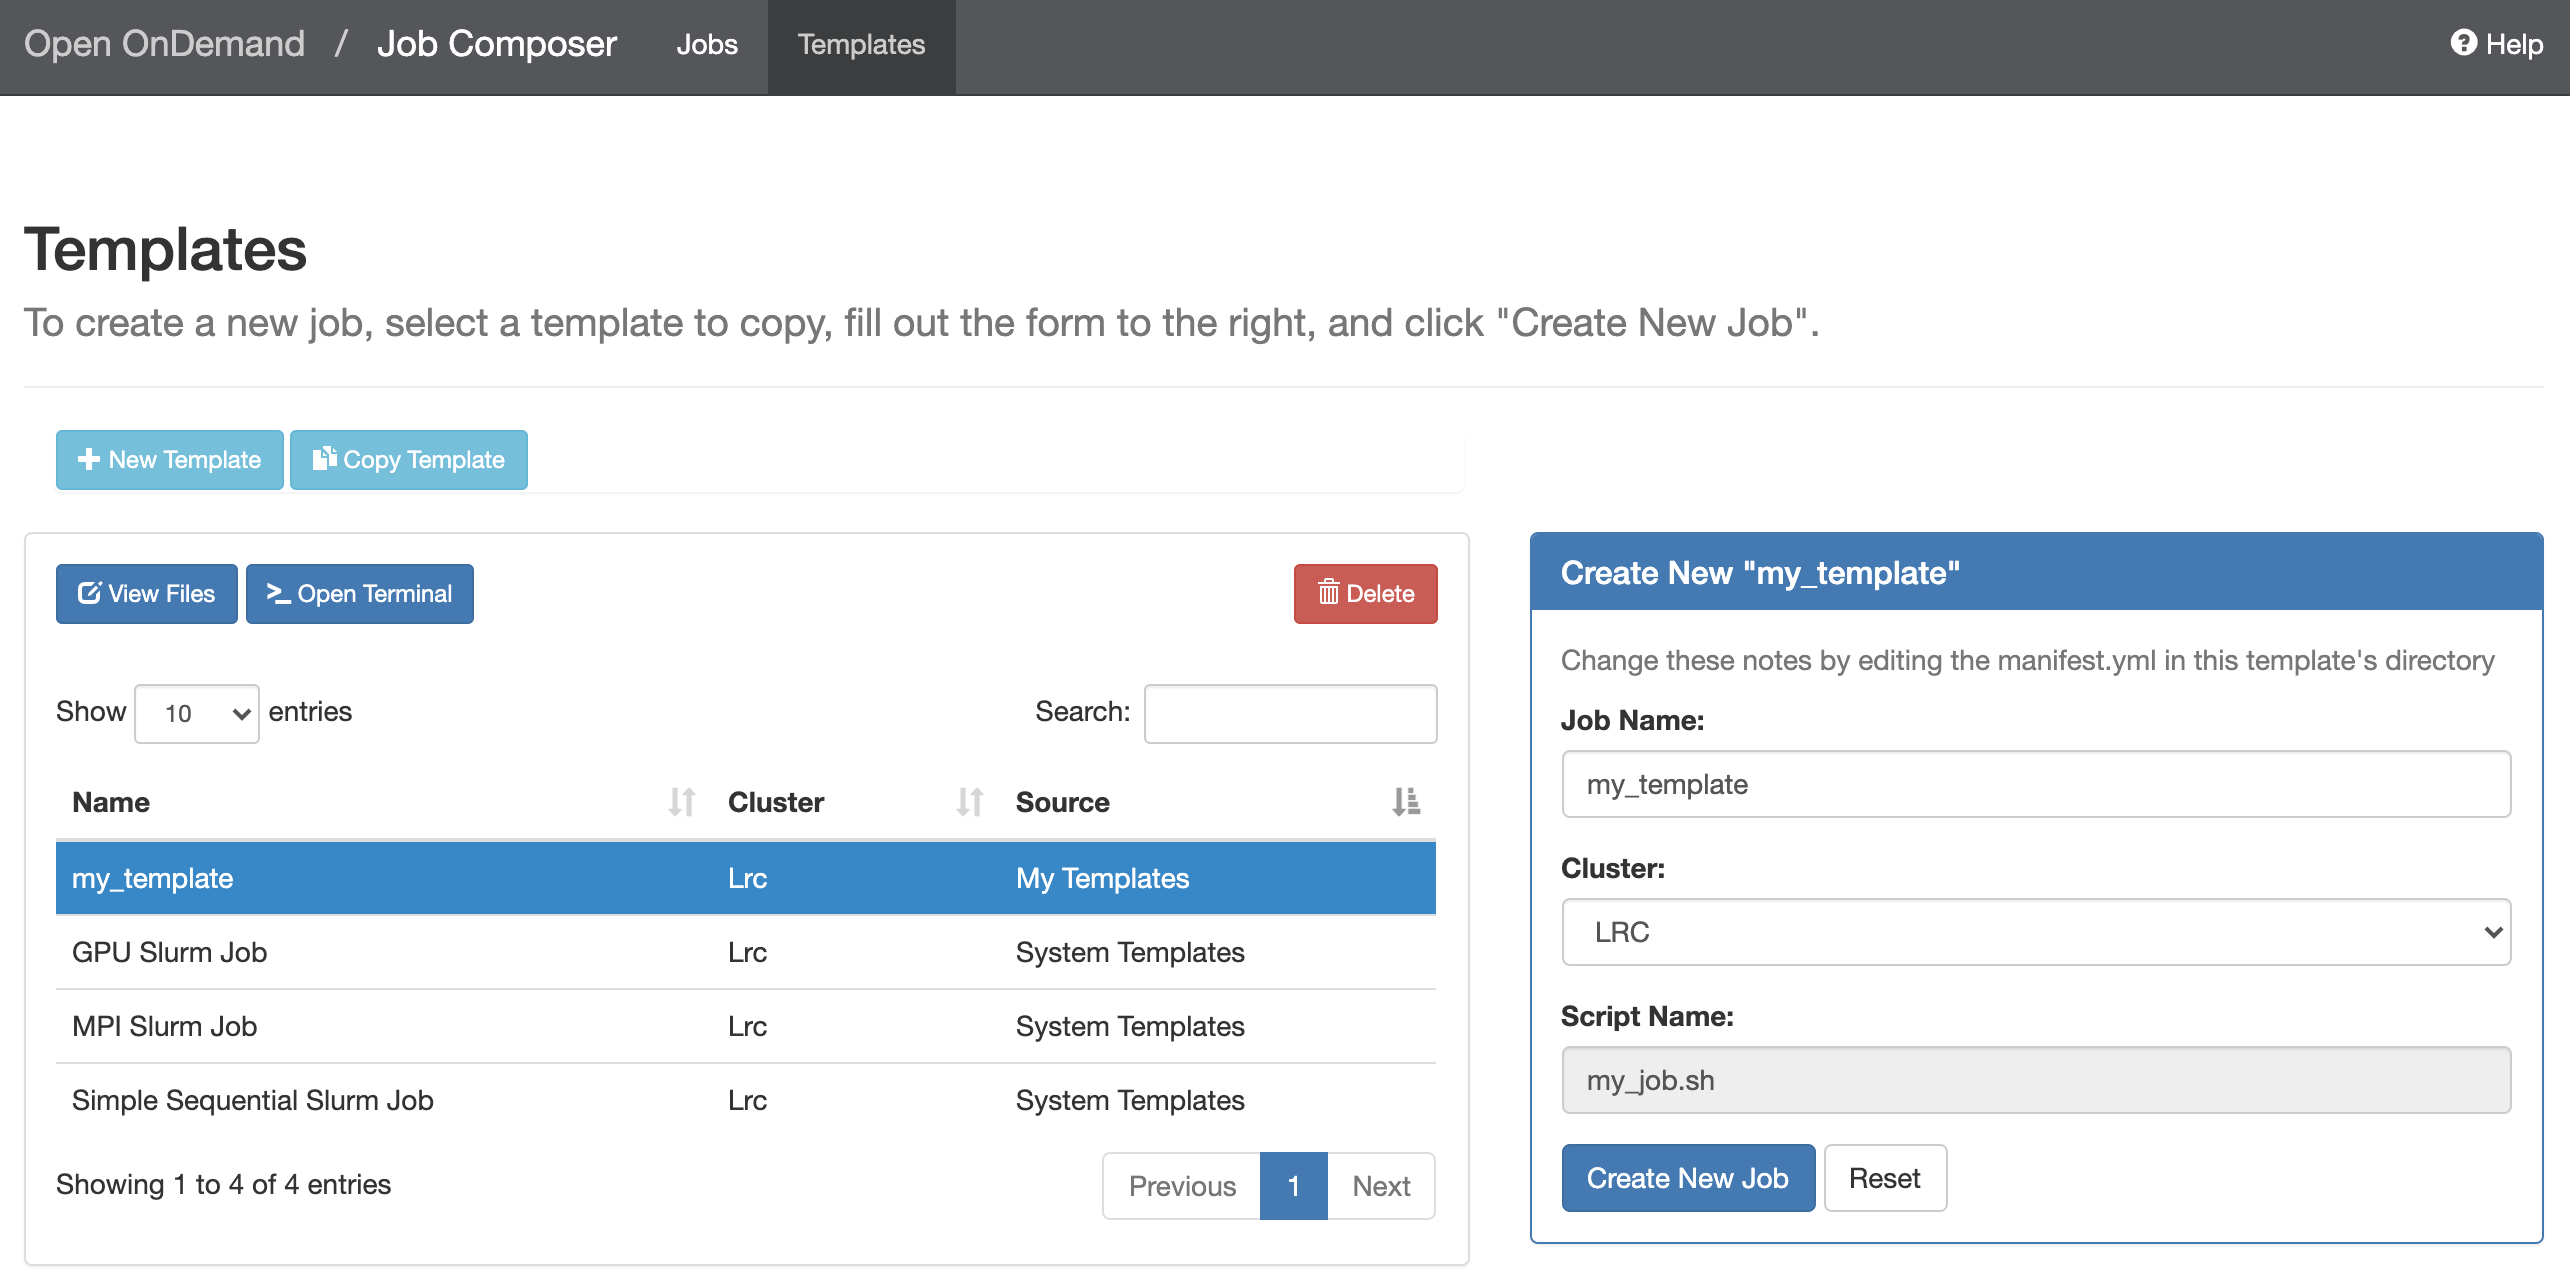 Open OnDemand / Job Composer Jobs Templates Help
Templates
To create a new job, select a template to copy, fill out the form to the right, and click "Create New Job".
New Template Copy Template
View Files Open Terminal Delete
Show 10 entries Search:
Name Cluster Source
my_template Lrc My Templates
GPU Slurm Job Lrc System Templates
MPI Slurm Job Lrc System Templates
Simple Sequential Slurm Job Lrc System Templates
Showing 1 to 4 of 4 entries Previous 1 Next
Create New "my_template"
Change these notes by editing the manifest.yml in this template's directory
Job Name:
my_template
Cluster:
LRC
Script Name:
my_job.sh
Create New Job Reset